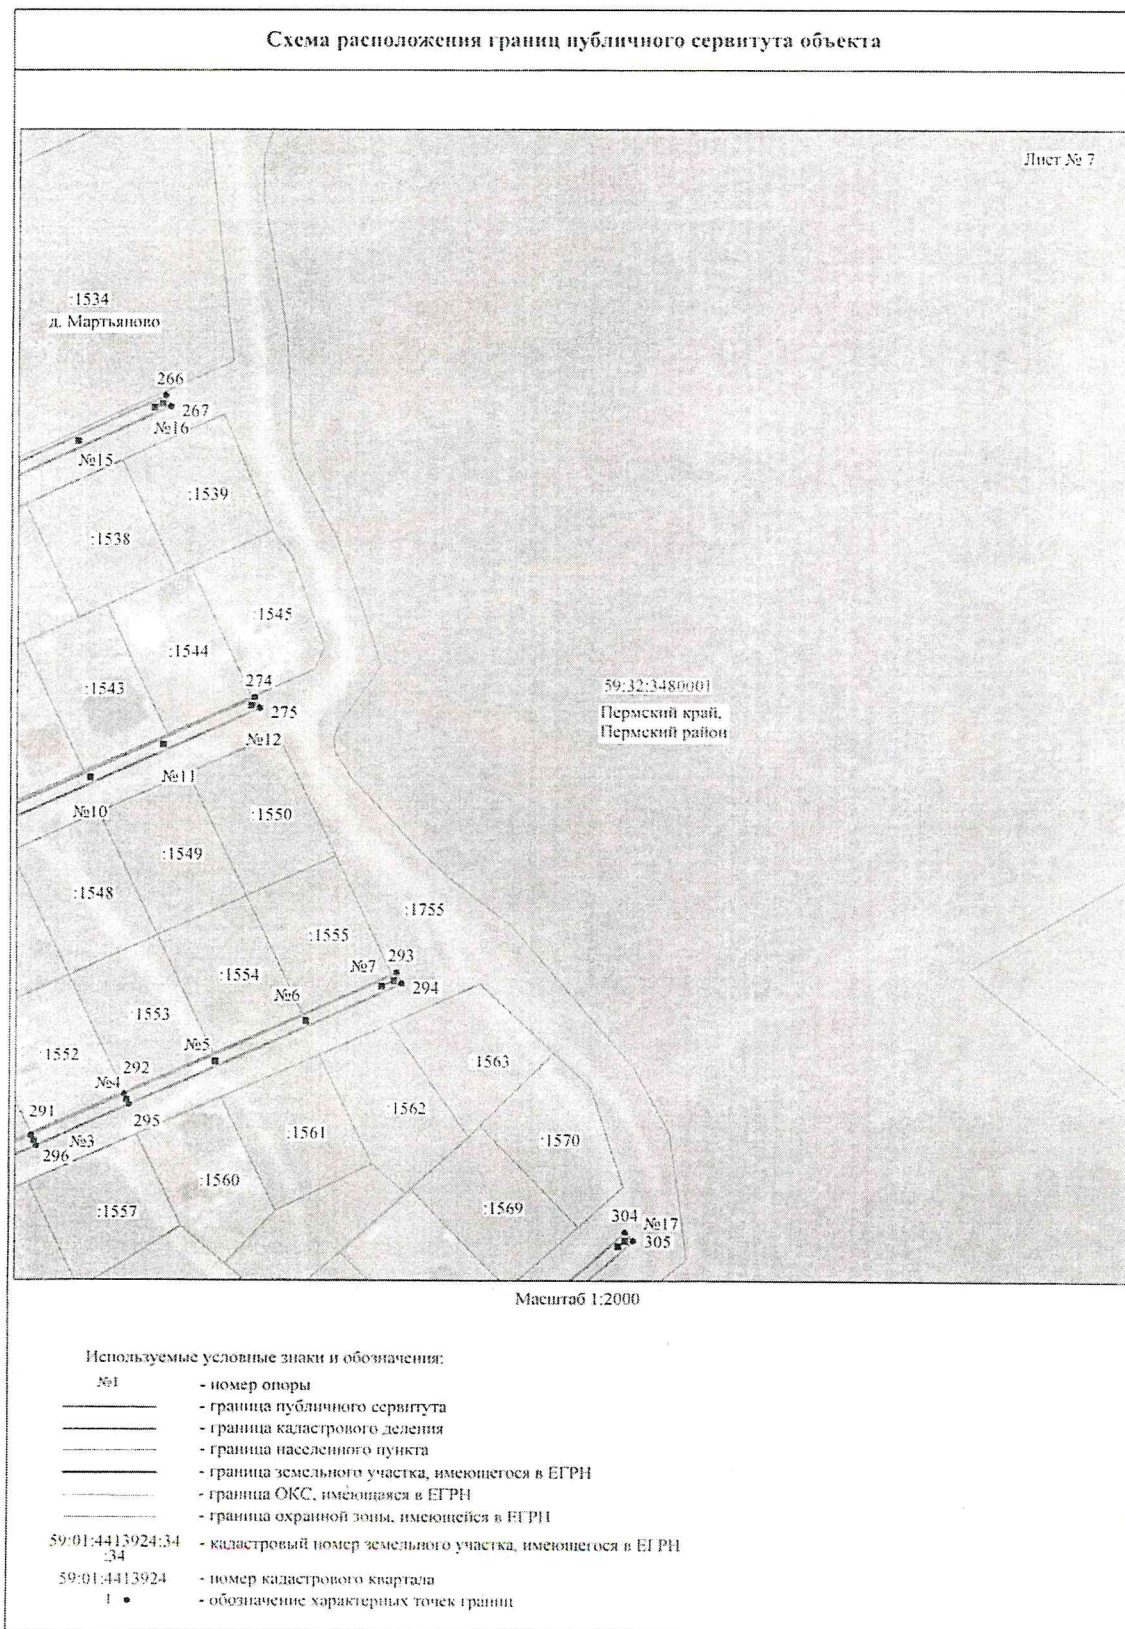 Схема расположения границ публичного сервитута объекта
Лист № 7
:1534
д. Мартьяново
266
267
№16
№15
:1539
:1538
:1545
:1544
:1543
274
275
№12
№11
№10
59:32:3480001
Пермский край,
Пермский район
:1550
:1549
:1548
:1755
:1555
293
№7
294
:1554
№6
:1553
№5
:1552
292
№4
295
291
№3
296
:1563
:1562
:1561
:1570
:1560
:1569
:1557
304
№17
305
Масштаб 1:2000
Используемые условные знаки и обозначения:
№1 - номер опоры
- граница публичного сервитута
- граница кадастрового деления
- граница населенного пункта
- граница земельного участка, имеющегося в ЕГРН
- граница ОКС, имеющаяся в ЕГРН
- граница охранной зоны, имеющейся в ЕГРН
59:01:4413924:34 - кадастровый номер земельного участка, имеющегося в ЕГРН
:34
59:01:4413924 - номер кадастрового квартала
1 - обозначение характерных точек границ